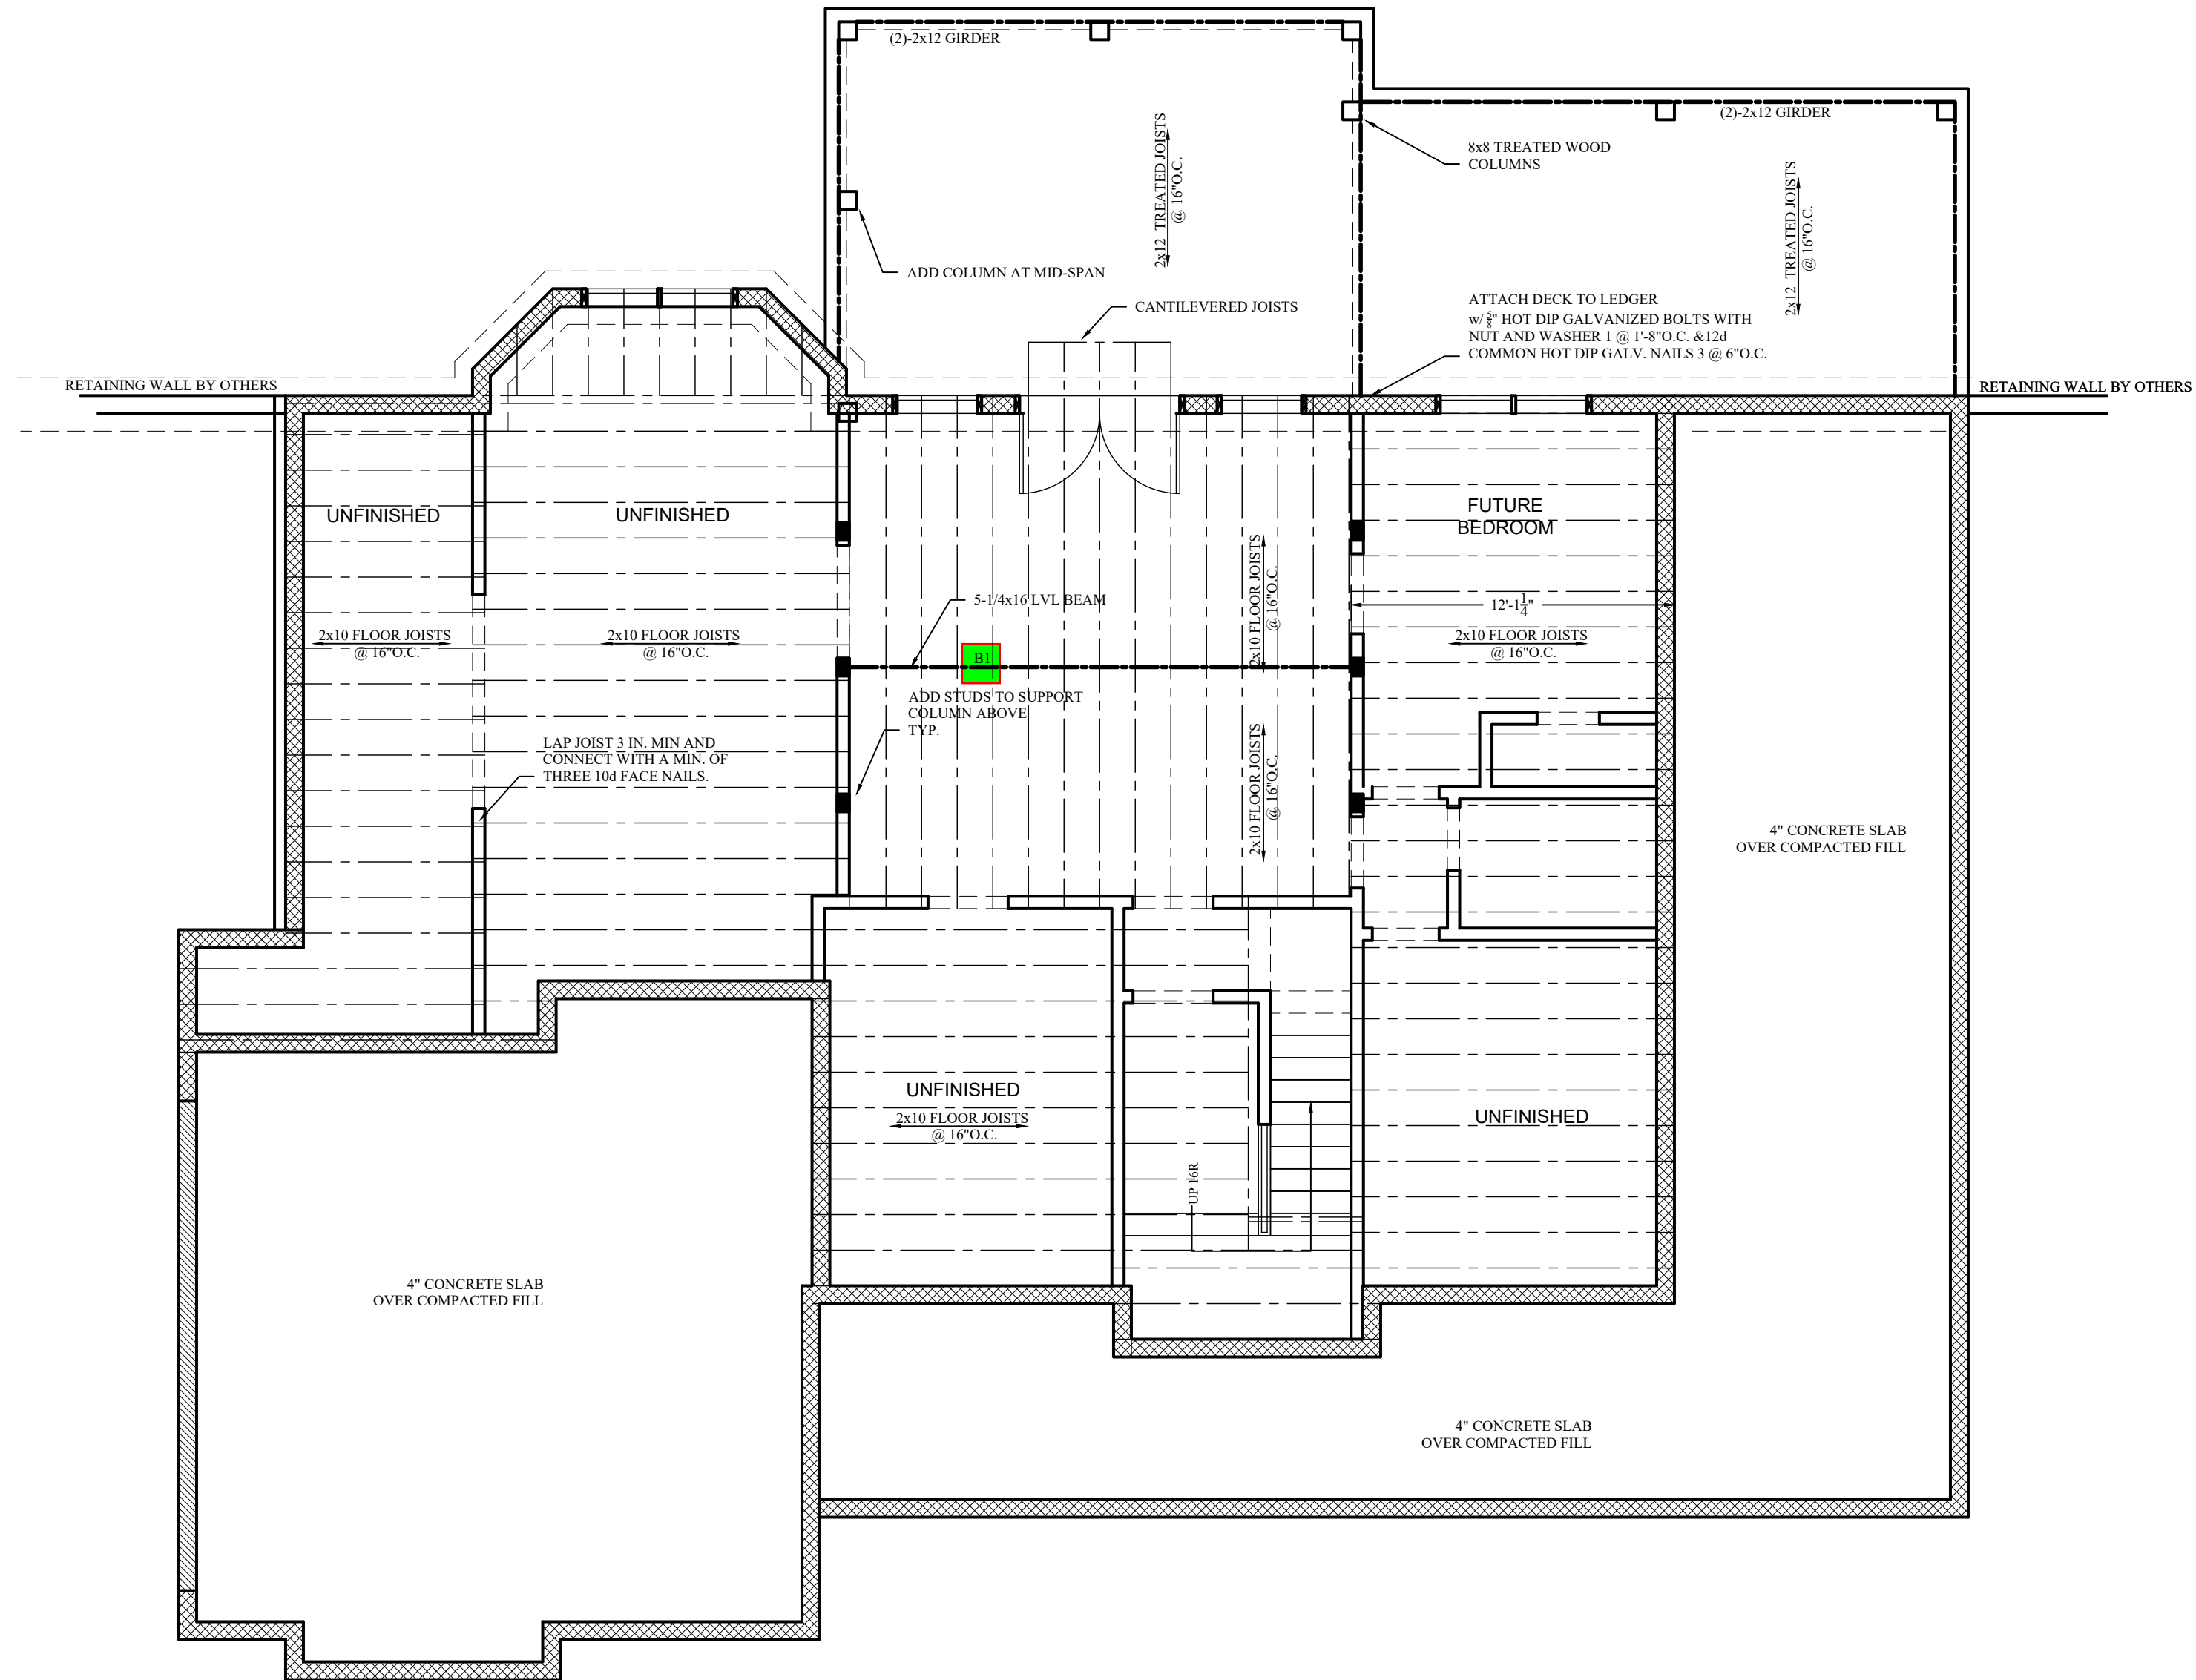 (2)-2x12 GIRDER
2x12 TREATED JOISTS
@ 16"O.C.
(2)-2x12 GIRDER
8x8 TREATED WOOD
COLUMNS
2x12 TREATED JOISTS
@ 16"O.C.
ADD COLUMN AT MID-SPAN
CANTILEVERED JOISTS
ATTACH DECK TO LEDGER
w/ 5/8" HOT DIP GALVANIZED BOLTS WITH
NUT AND WASHER 1 @ 1'-8"O.C. &12d
COMMON HOT DIP GALV. NAILS 3 @ 6"O.C.
RETAINING WALL BY OTHERS
RETAINING WALL BY OTHERS
UNFINISHED
UNFINISHED
FUTURE
BEDROOM
2x10 FLOOR JOISTS
@ 16"O.C.
5-1/4x16 LVL BEAM
12'-1 1/4"
2x10 FLOOR JOISTS
@ 16"O.C.
2x10 FLOOR JOISTS
@ 16"O.C.
2x10 FLOOR JOISTS
@ 16"O.C.
B1
ADD STUDS TO SUPPORT
COLUMN ABOVE
TYP.
LAP JOIST 3 IN. MIN AND
CONNECT WITH A MIN. OF
THREE 10d FACE NAILS.
2x10 FLOOR JOISTS
@ 16"O.C.
4" CONCRETE SLAB
OVER COMPACTED FILL
UNFINISHED
2x10 FLOOR JOISTS
@ 16"O.C.
UNFINISHED
UP 16R
4" CONCRETE SLAB
OVER COMPACTED FILL
4" CONCRETE SLAB
OVER COMPACTED FILL